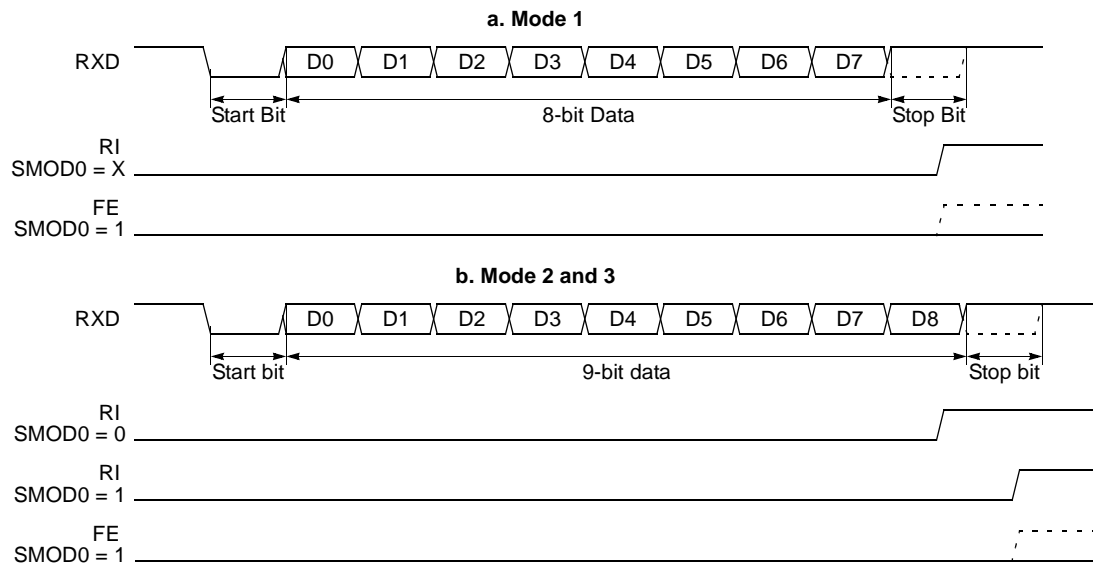 a. Mode 1
RXD D0 D1 D2 D3 D4 D5 D6 D7
Start Bit 8-bit Data Stop Bit
RI
SMOD0 = X
FE
SMOD0 = 1
b. Mode 2 and 3
RXD D0 D1 D2 D3 D4 D5 D6 D7 D8
Start bit 9-bit data Stop bit
RI
SMOD0 = 0
RI
SMOD0 = 1
FE
SMOD0 = 1